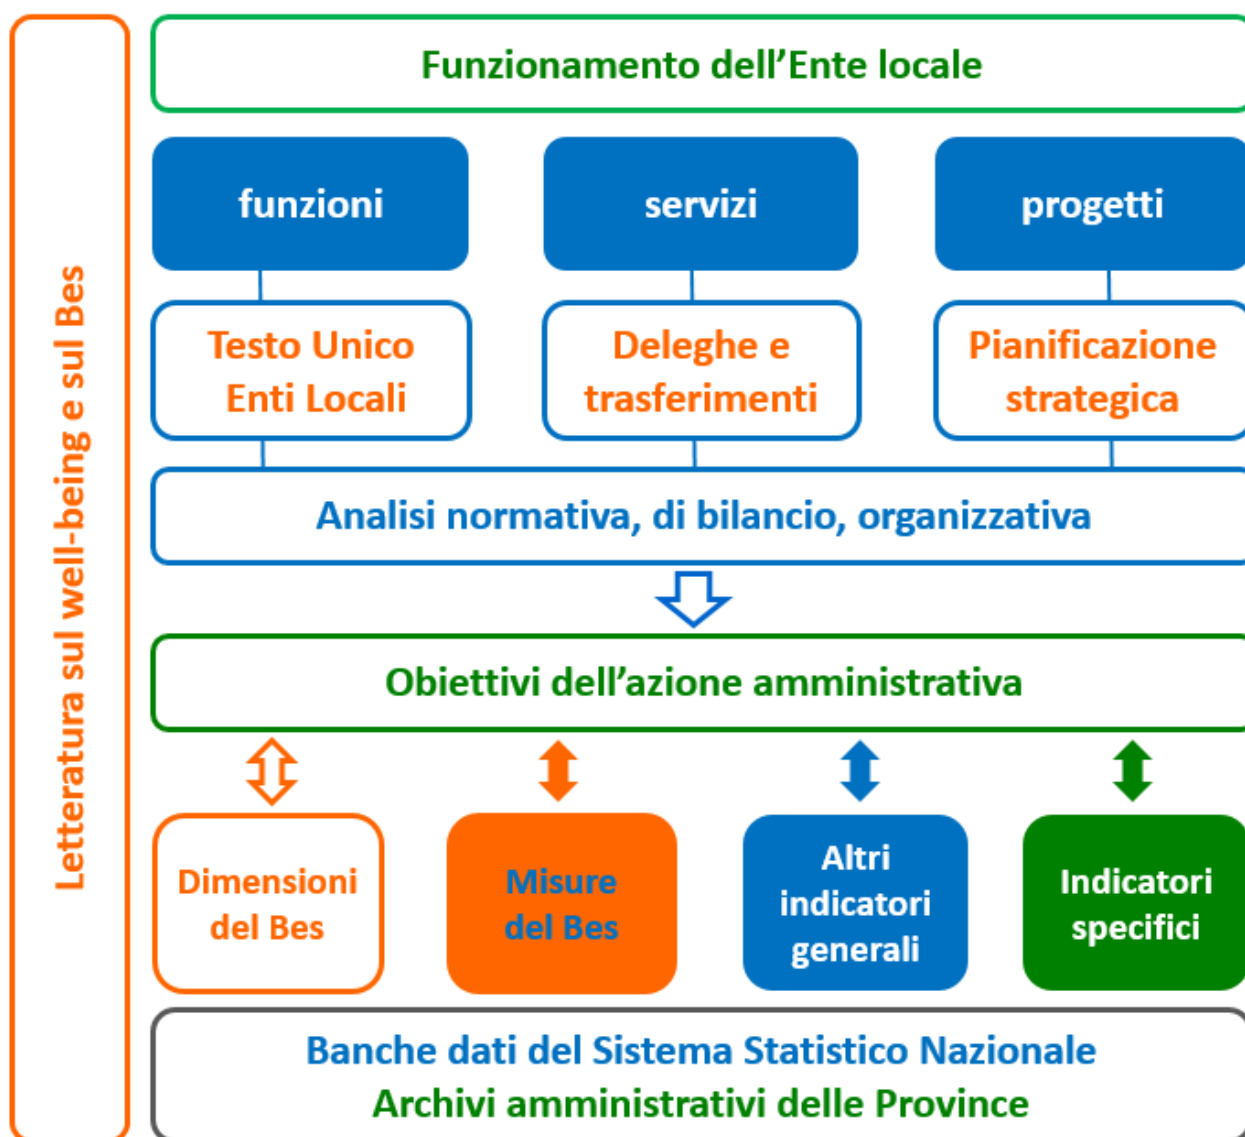 Letteratura sul well-being e sul Bes
Funzionamento dell’Ente locale
funzioni
servizi
progetti
Testo Unico
Enti Locali
Deleghe e
trasferimenti
Pianificazione
strategica
Analisi normativa, di bilancio, organizzativa
Obiettivi dell’azione amministrativa
Dimensioni
del Bes
Misure
del Bes
Altri
indicatori
generali
Indicatori
specifici
Banche dati del Sistema Statistico Nazionale
Archivi amministrativi delle Province